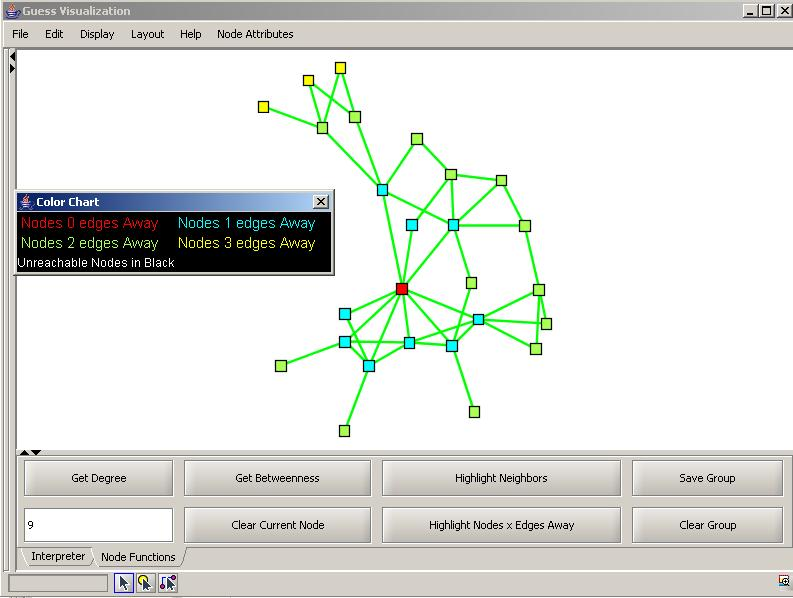 Guess Visualization
File Edit Display Layout Help Node Attributes
Color Chart
Nodes 0 edges Away Nodes 1 edges Away
Nodes 2 edges Away Nodes 3 edges Away
Unreachable Nodes in Black
Get Degree Get Betweenness Highlight Neighbors Save Group
9 Clear Current Node Highlight Nodes x Edges Away Clear Group
Interpreter Node Functions